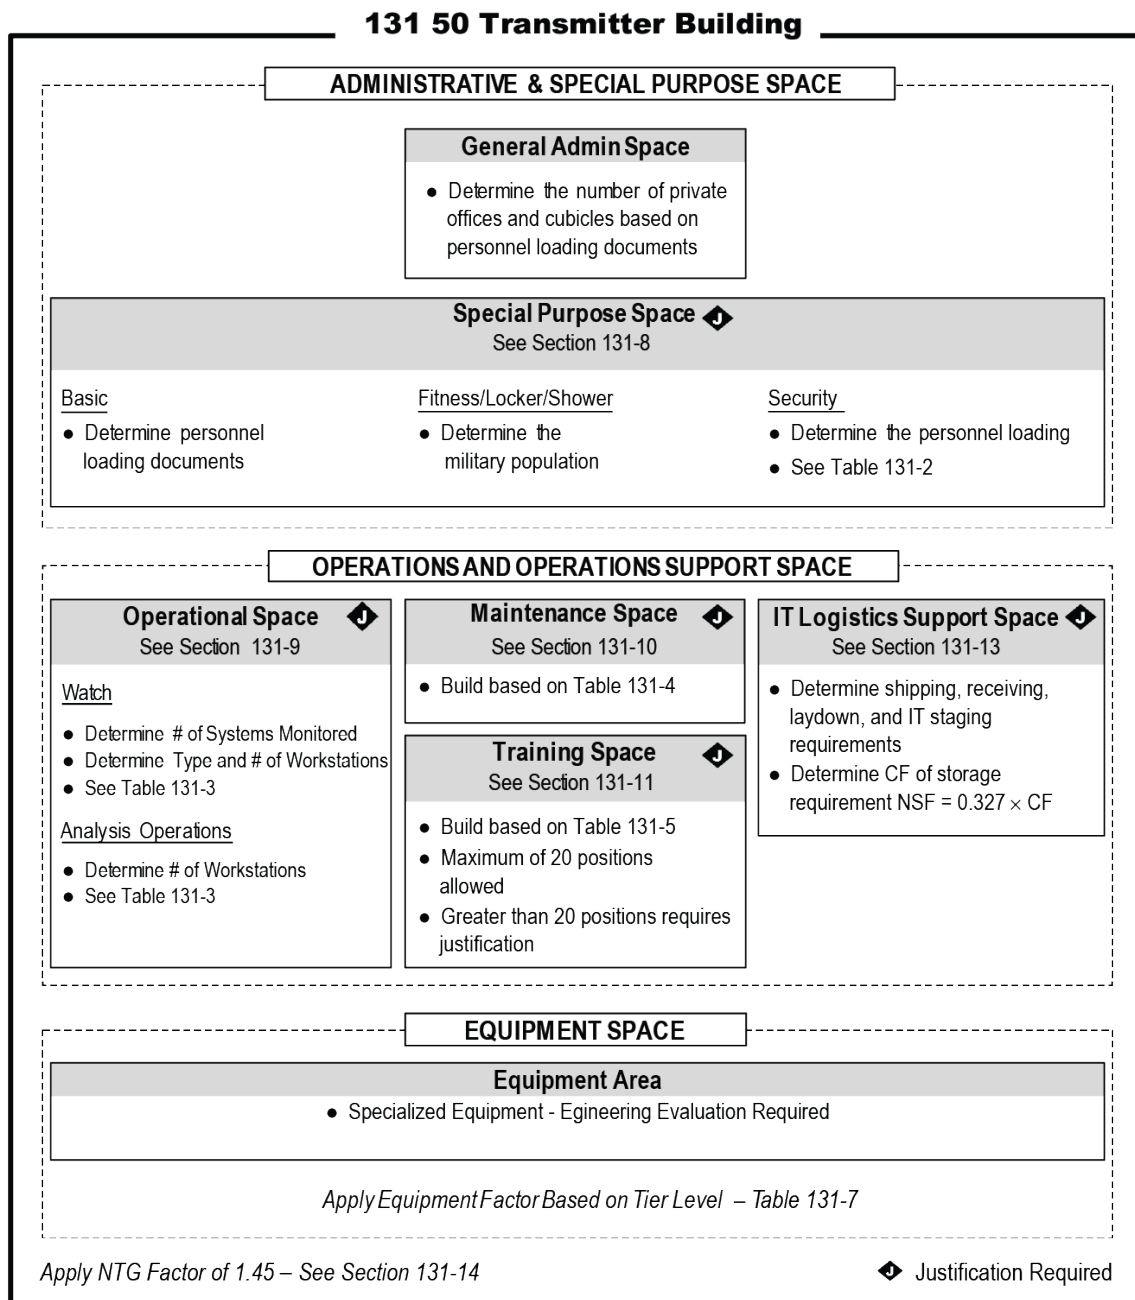 131 50 Transmitter Building
ADMINISTRATIVE & SPECIAL PURPOSE SPACE
General Admin Space
● Determine the number of private
offices and cubicles based on
personnel loading documents
Special Purpose Space J
See Section 131-8
Basic
● Determine personnel
loading documents
Fitness/Locker/Shower
● Determine the
military population
Security
● Determine the personnel loading
● See Table 131-2
OPERATIONS AND OPERATIONS SUPPORT SPACE
Operational Space J
See Section 131-9
Watch
● Determine # of Systems Monitored
● Determine Type and # of Workstations
● See Table 131-3
Analysis Operations
● Determine # of Workstations
● See Table 131-3
Maintenance Space J
See Section 131-10
● Build based on Table 131-4
Training Space J
See Section 131-11
● Build based on Table 131-5
● Maximum of 20 positions
allowed
● Greater than 20 positions requires
justification
IT Logistics Support Space J
See Section 131-13
● Determine shipping, receiving,
laydown, and IT staging
requirements
● Determine CF of storage
requirement NSF = 0.327 × CF
EQUIPMENT SPACE
Equipment Area
● Specialized Equipment - Egineering Evaluation Required
Apply Equipment Factor Based on Tier Level – Table 131-7
Apply NTG Factor of 1.45 – See Section 131-14
J Justification Required